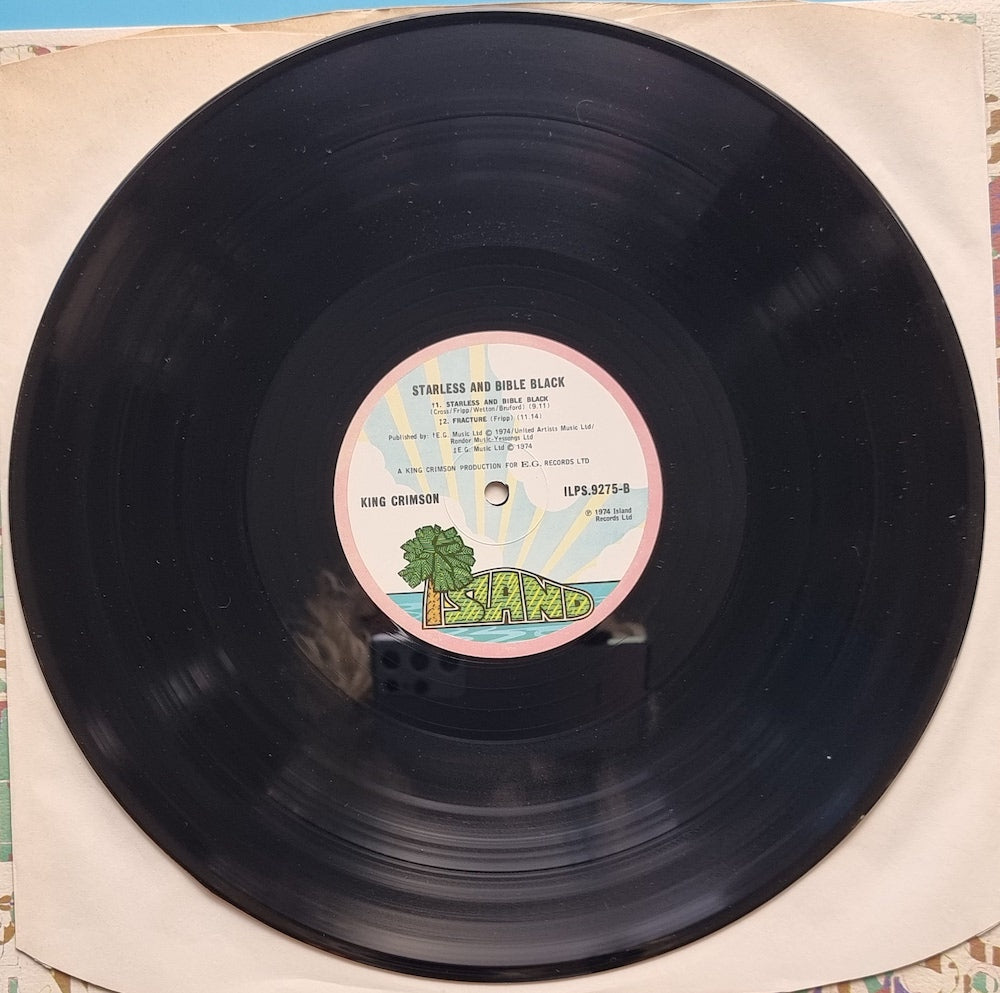 STARLESS AND BIBLE BLACK
†1. STARLESS AND BIBLE BLACK
(Cross/Fripp/Wetton/Bruford) (9.11)
‡2. FRACTURE (Fripp) (11.14)
Published by: †E.G. Music Ltd © 1974/United Artists Music Ltd/
Rondor Music-Yessongs Ltd
‡E.G. Music Ltd © 1974
A KING CRIMSON PRODUCTION FOR E.G. RECORDS LTD
KING CRIMSON
ILPS.9275-B
℗ 1974 Island
Records Ltd
ISLAND